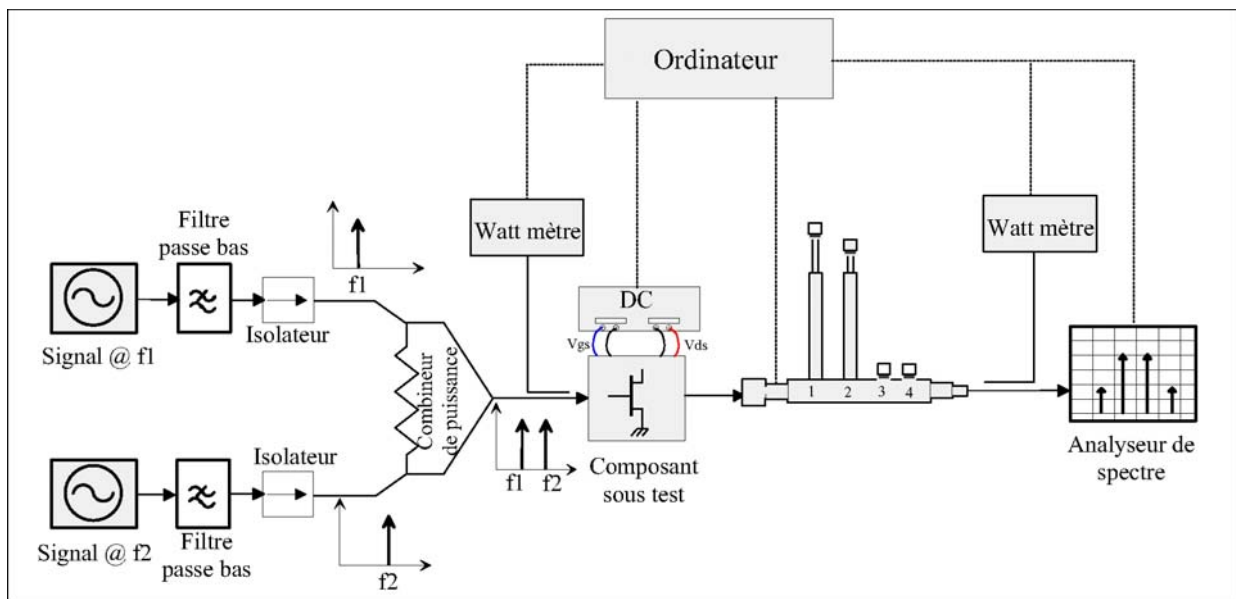 Ordinateur
Watt mètre
Watt mètre
Filtre
passe bas
f1
Isolateur
Signal @ f1
DC
Vgs
Vds
Combineur
de puissance
1 2 3 4
Isolateur
f1 f2
Composant
sous test
Analyseur de
spectre
Signal @ f2
Filtre
passe bas
f2